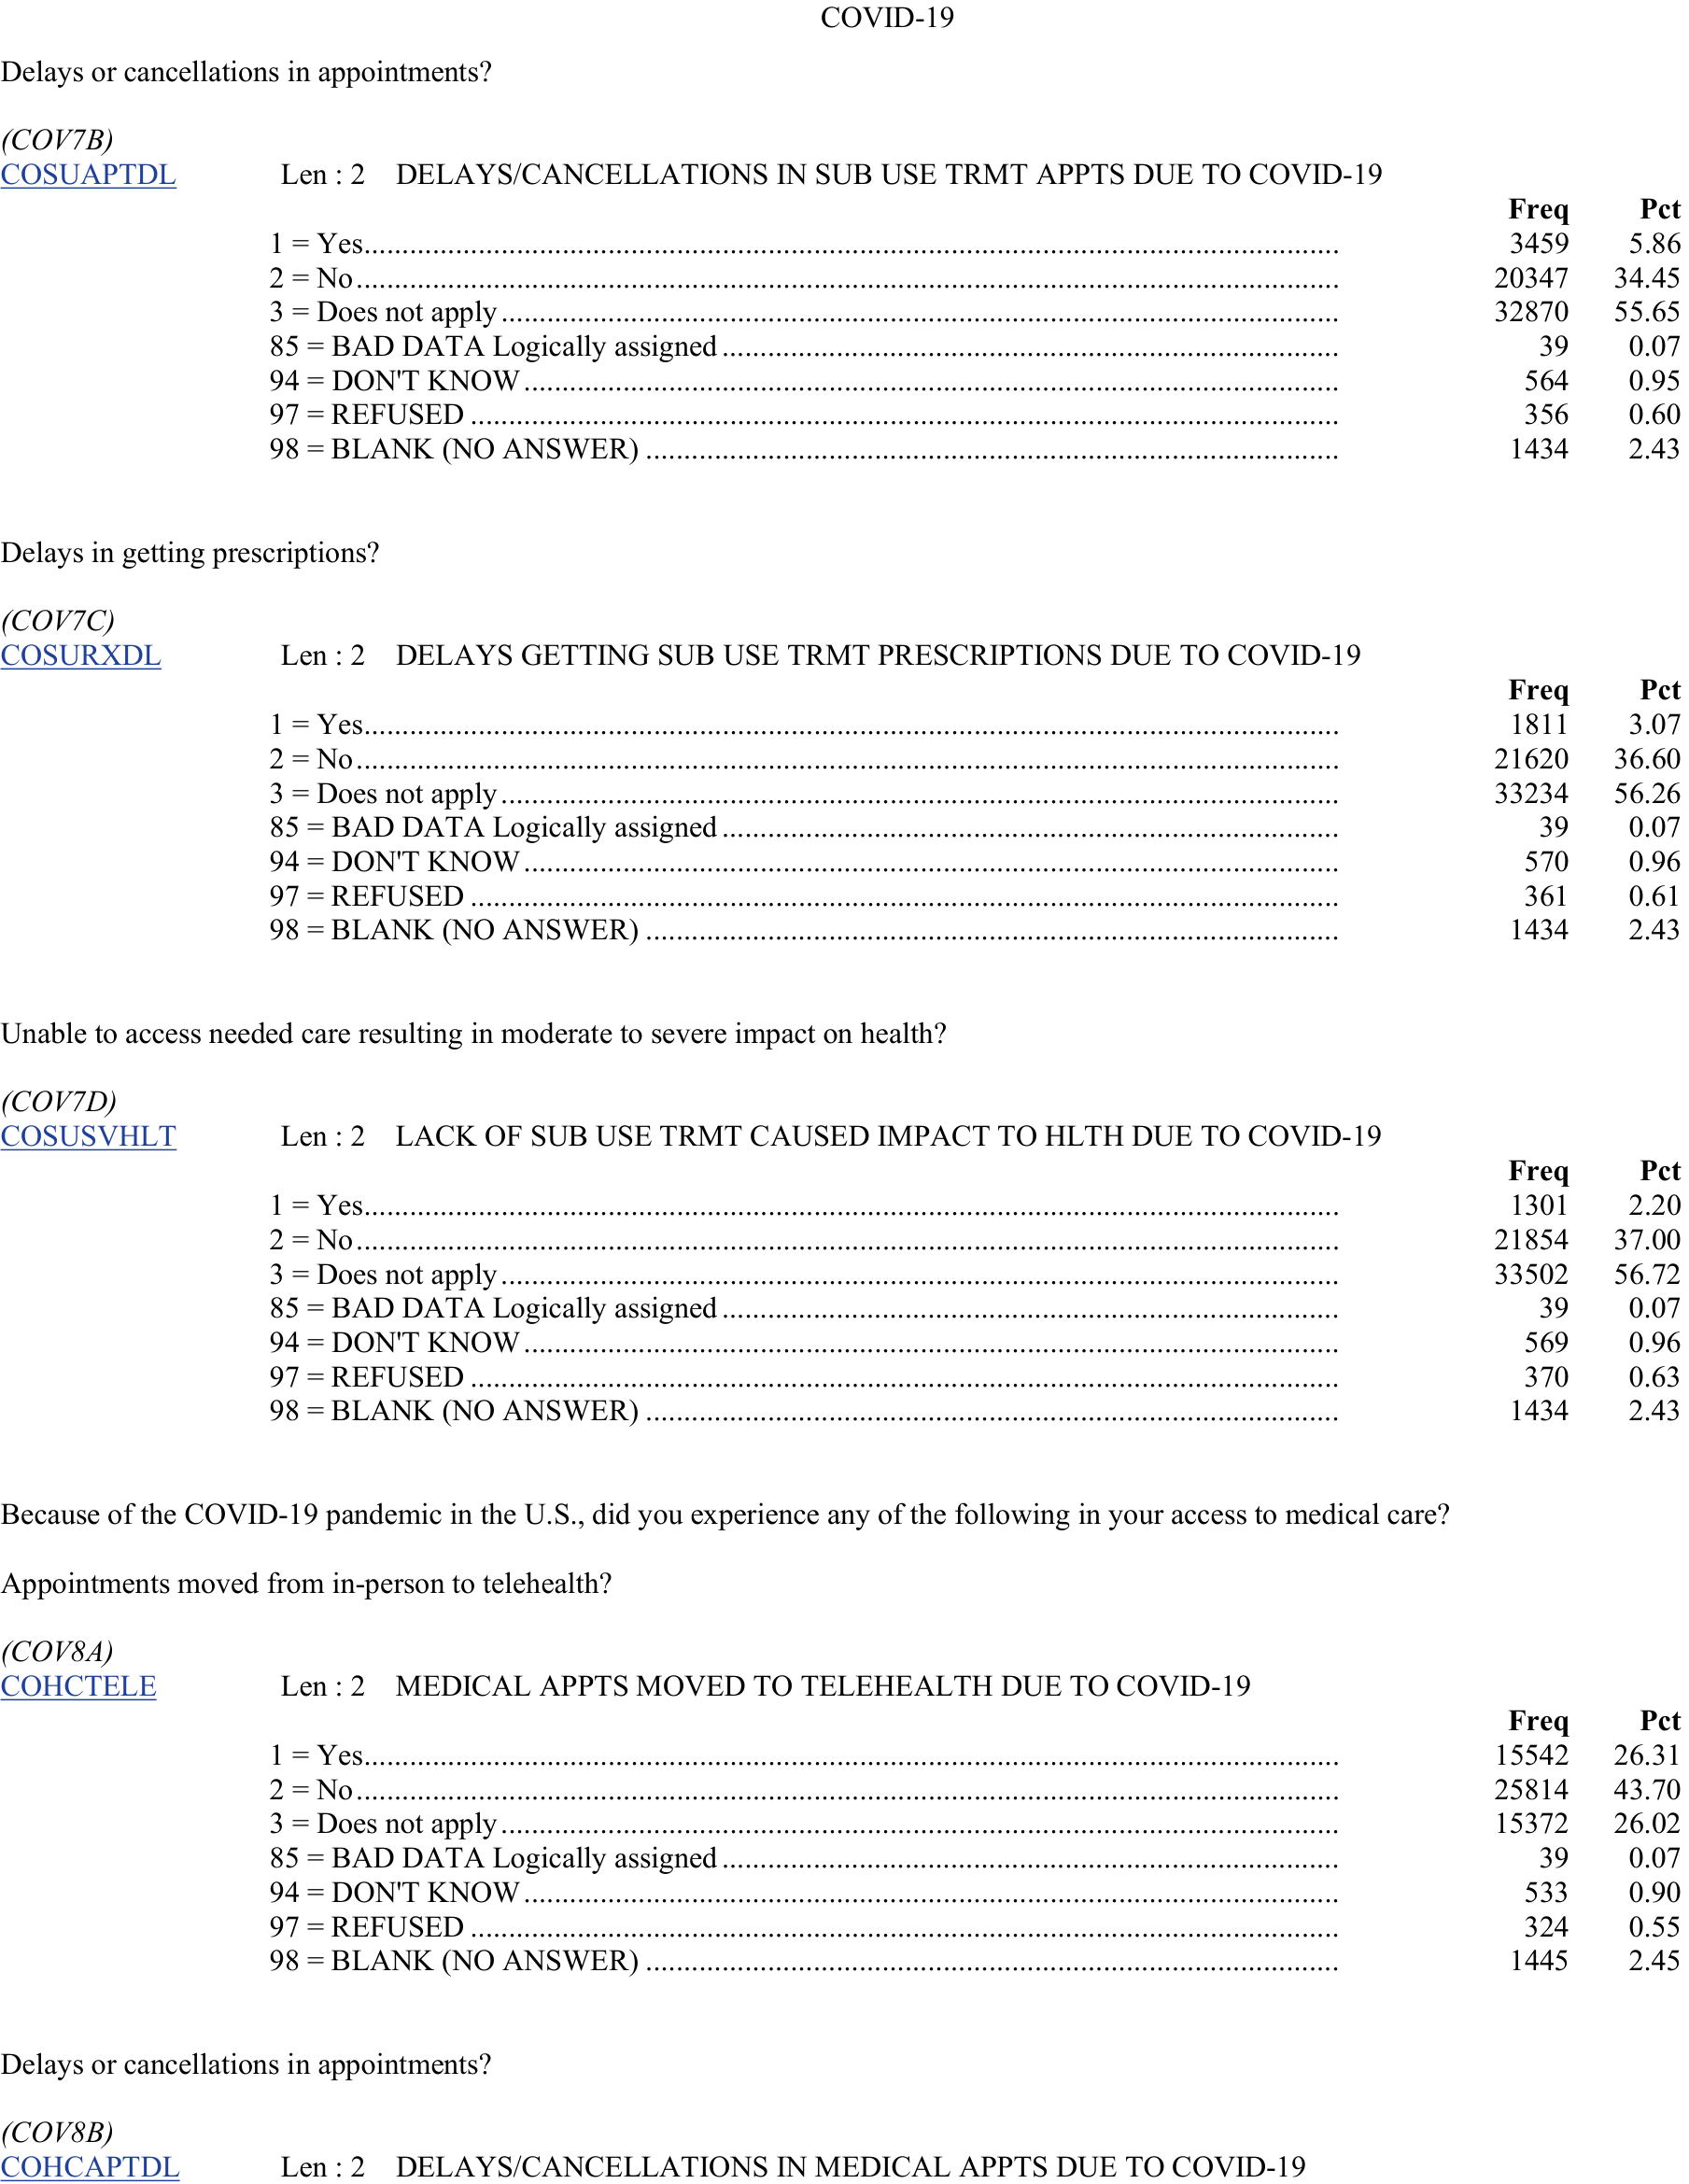 COVID-19
Delays or cancellations in appointments?
(COV7B)
COSUAPTDL Len : 2 DELAYS/CANCELLATIONS IN SUB USE TRMT APPTS DUE TO COVID-19
Freq Pct
1 = Yes 3459 5.86
2 = No 20347 34.45
3 = Does not apply 32870 55.65
85 = BAD DATA Logically assigned 39 0.07
94 = DON'T KNOW 564 0.95
97 = REFUSED 356 0.60
98 = BLANK (NO ANSWER) 1434 2.43
Delays in getting prescriptions?
(COV7C)
COSURXDL Len : 2 DELAYS GETTING SUB USE TRMT PRESCRIPTIONS DUE TO COVID-19
Freq Pct
1 = Yes 1811 3.07
2 = No 21620 36.60
3 = Does not apply 33234 56.26
85 = BAD DATA Logically assigned 39 0.07
94 = DON'T KNOW 570 0.96
97 = REFUSED 361 0.61
98 = BLANK (NO ANSWER) 1434 2.43
Unable to access needed care resulting in moderate to severe impact on health?
(COV7D)
COSUSVHLT Len : 2 LACK OF SUB USE TRMT CAUSED IMPACT TO HLTH DUE TO COVID-19
Freq Pct
1 = Yes 1301 2.20
2 = No 21854 37.00
3 = Does not apply 33502 56.72
85 = BAD DATA Logically assigned 39 0.07
94 = DON'T KNOW 569 0.96
97 = REFUSED 370 0.63
98 = BLANK (NO ANSWER) 1434 2.43
Because of the COVID-19 pandemic in the U.S., did you experience any of the following in your access to medical care?
Appointments moved from in-person to telehealth?
(COV8A)
COHCTELE Len : 2 MEDICAL APPTS MOVED TO TELEHEALTH DUE TO COVID-19
Freq Pct
1 = Yes 15542 26.31
2 = No 25814 43.70
3 = Does not apply 15372 26.02
85 = BAD DATA Logically assigned 39 0.07
94 = DON'T KNOW 533 0.90
97 = REFUSED 324 0.55
98 = BLANK (NO ANSWER) 1445 2.45
Delays or cancellations in appointments?
(COV8B)
COHCAPTDL Len : 2 DELAYS/CANCELLATIONS IN MEDICAL APPTS DUE TO COVID-19